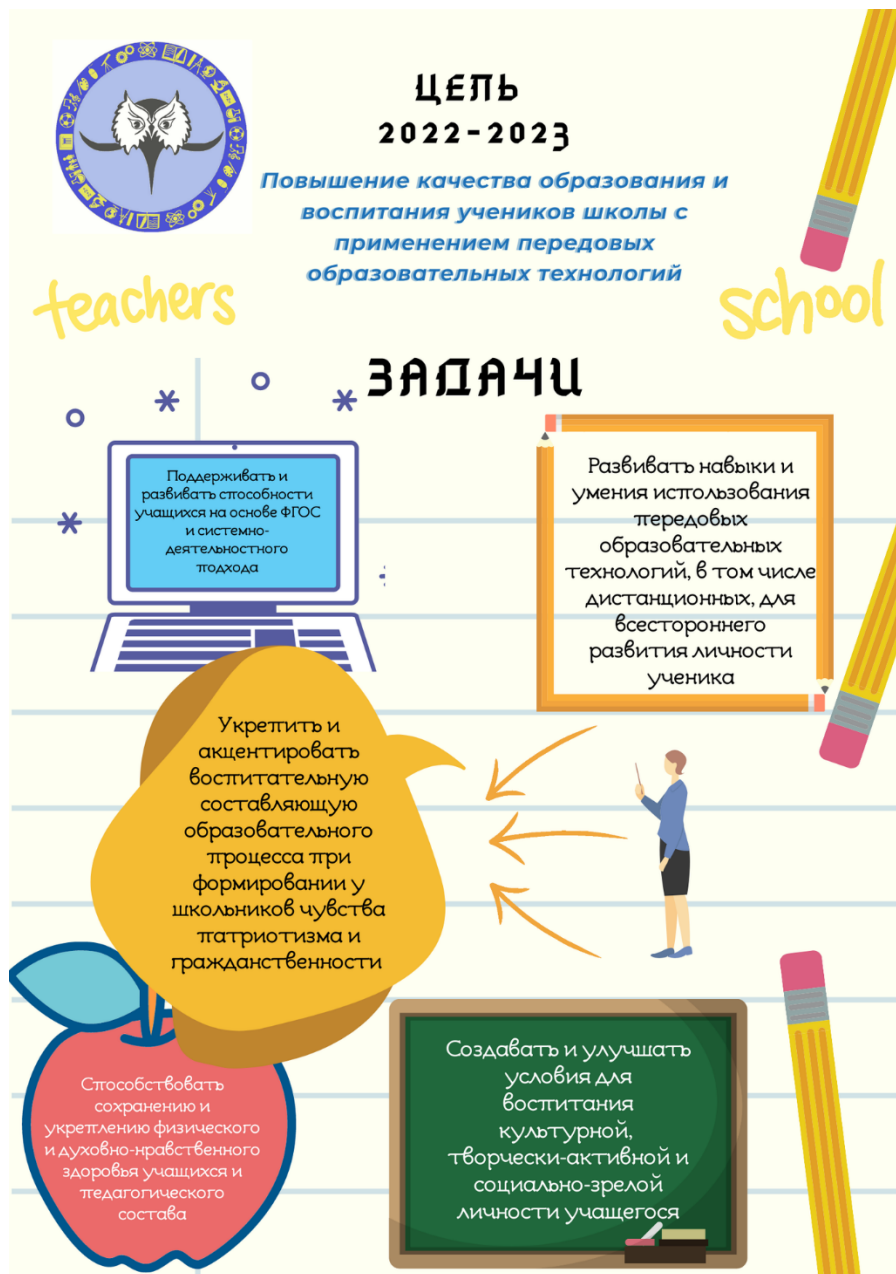 ЦЕЛЬ
2022-2023
Повышение качества образования и
воспитания учеников школы с
применением передовых
образовательных технологий
teachers
school
ЗАДАЧИ
Поддерживать и
развивать способности
учащихся на основе ФГОС
и системно-
деятельностного
подхода
Развивать навыки и
умения использования
передовых
образовательных
технологий, в том числе
дистанционных, для
всестороннего
развития личности
ученика
Укрепить и
акцентировать
воспитательную
составляющую
образовательного
процесса при
формировании у
школьников чувства
патриотизма и
гражданственности
Способствовать
сохранению и
укреплению физического
и духовно-нравственного
здоровья учащихся и
педагогического
состава
Создавать и улучшать
условия для
воспитания
культурной,
творчески-активной и
социально-зрелой
личности учащегося